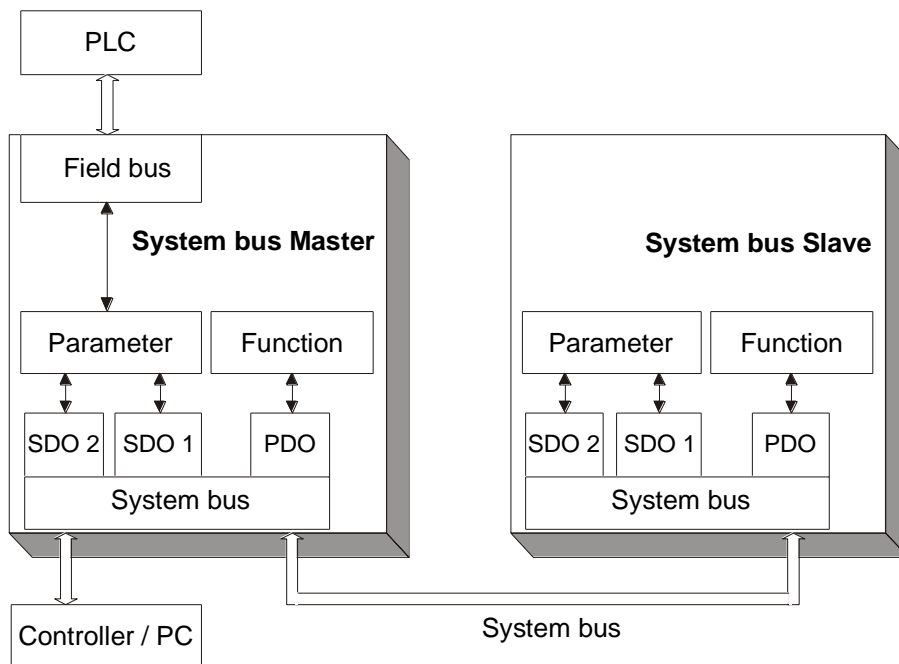 PLC
Field bus
System bus Master
System bus Slave
Parameter
Function
Parameter
Function
SDO 2
SDO 1
PDO
SDO 2
SDO 1
PDO
System bus
System bus
System bus
Controller / PC